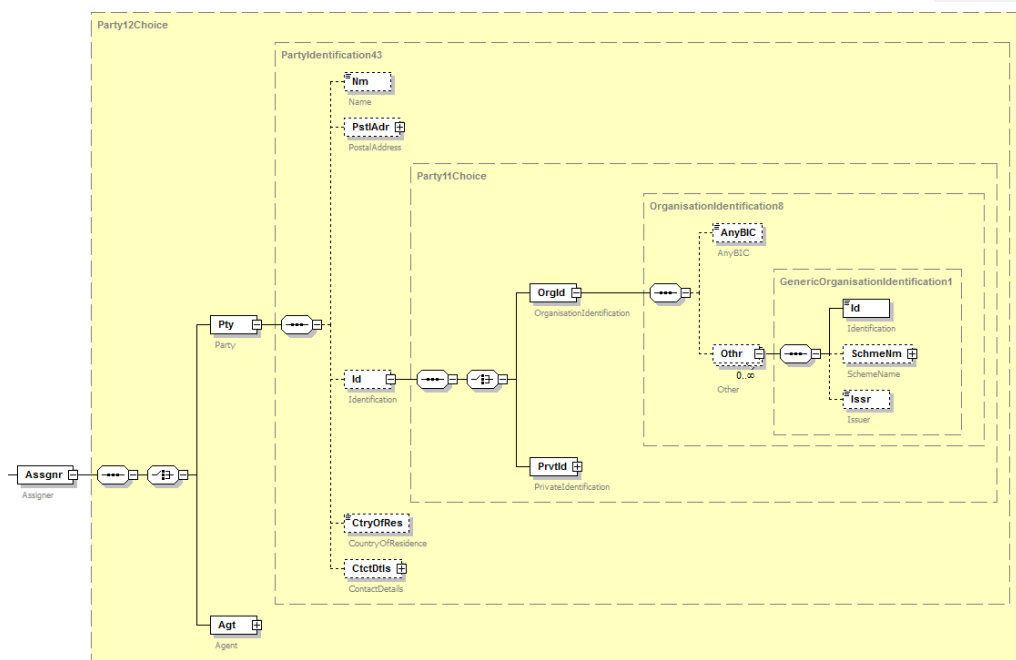 Party12Choice
PartyIdentification43
Nm
Name
PstlAdr
PostalAddress
Party11Choice
OrganisationIdentification8
AnyBIC
AnyBIC
GenericOrganisationIdentification1
OrgId
OrganisationIdentification
Id
Identification
Pty
Party
Othr
0..∞
Other
SchmeNm
SchemeName
Id
Identification
Issr
Issuer
Assgnr
Assigner
PrvtId
PrivateIdentification
CtryOfRes
CountryOfResidence
CtctDtls
ContactDetails
Agt
Agent